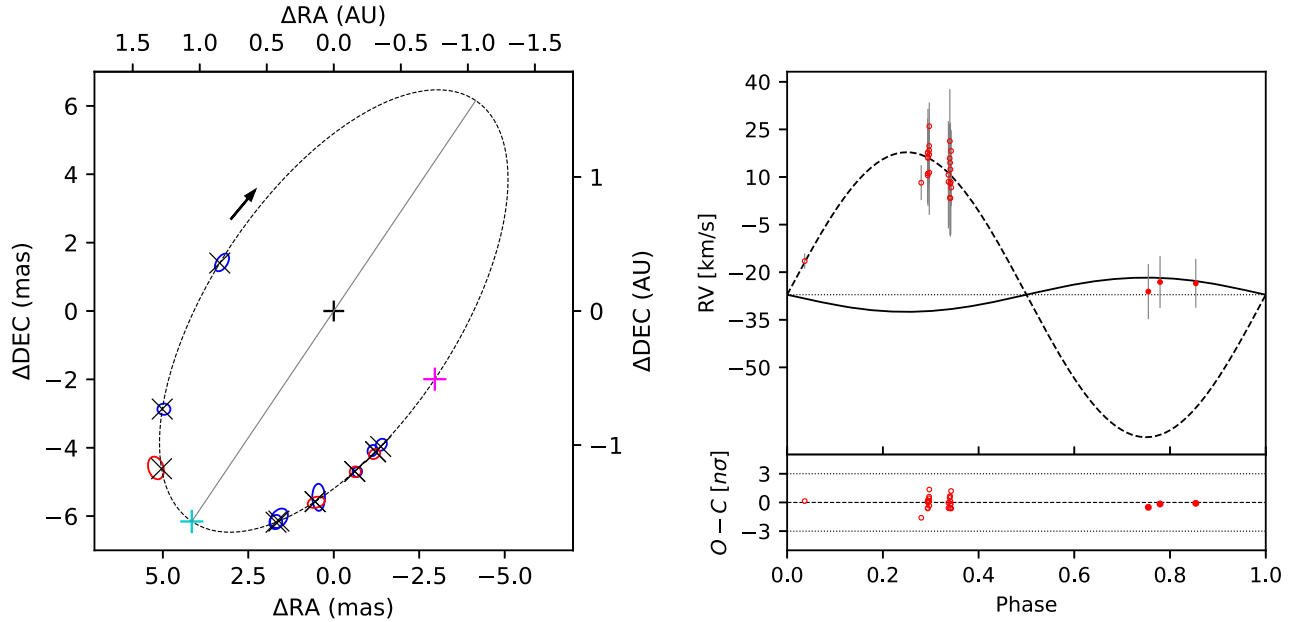 ΔRA (AU)
1.5 1.0 0.5 0.0 −0.5 −1.0 −1.5
ΔDEC (mas)
6
4
2
0
−2
−4
−6
1
0
−1
ΔDEC (AU)
5.0 2.5 0.0 −2.5 −5.0
ΔRA (mas)
RV [km/s]
40
25
10
−5
−20
−35
−50
O − C [nσ]
3
0
−3
0.0 0.2 0.4 0.6 0.8 1.0
Phase